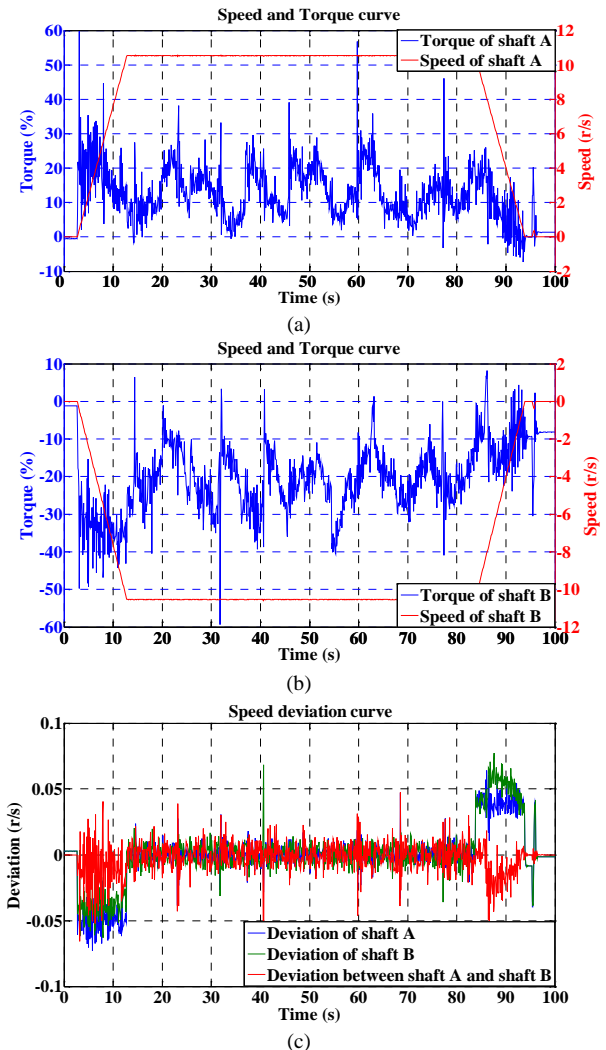 Speed and Torque curve
60
50
40
30
20
10
0
-10
Torque (%)
12
10
8
6
4
2
0
-2
Speed (r/s)
Torque of shaft A
Speed of shaft A
0 10 20 30 40 50 60 70 80 90 100
Time (s)
(a)
Speed and Torque curve
10
0
-10
-20
-30
-40
-50
-60
Torque (%)
2
0
-2
-4
-6
-8
-10
-12
Speed (r/s)
Torque of shaft B
Speed of shaft B
0 10 20 30 40 50 60 70 80 90 100
Time (s)
(b)
Speed deviation curve
0.1
0.05
0
-0.05
-0.1
Deviation (r/s)
Deviation of shaft A
Deviation of shaft B
Deviation between shaft A and shaft B
0 10 20 30 40 50 60 70 80 90 100
Time (s)
(c)